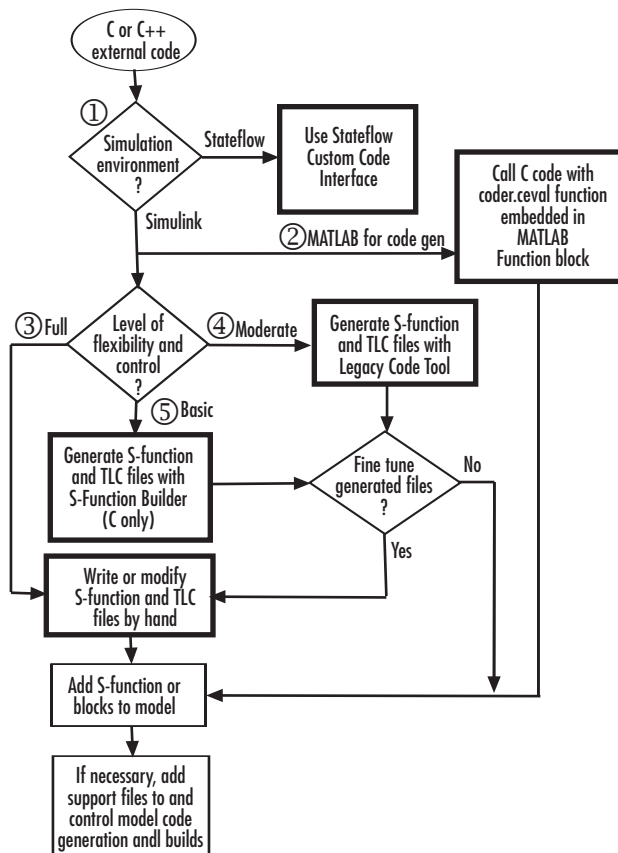 C or C++
external code
①
Simulation
environment
?
Stateflow
Use Stateflow
Custom Code
Interface
Simulink
②MATLAB for code gen
Call C code with
coder.ceval function
embedded in
MATLAB
Function block
③Full
Level of
flexibility and
control
?
④Moderate
Generate S-function
and TLC files with
Legacy Code Tool
⑤Basic
Generate S-function
and TLC files with
S-Function Builder
(C only)
Fine tune
generated files
?
No
Yes
Write or modify
S-function and TLC
files by hand
Add S-function or
blocks to model
If necessary, add
support files to and
control model code
generation andl builds